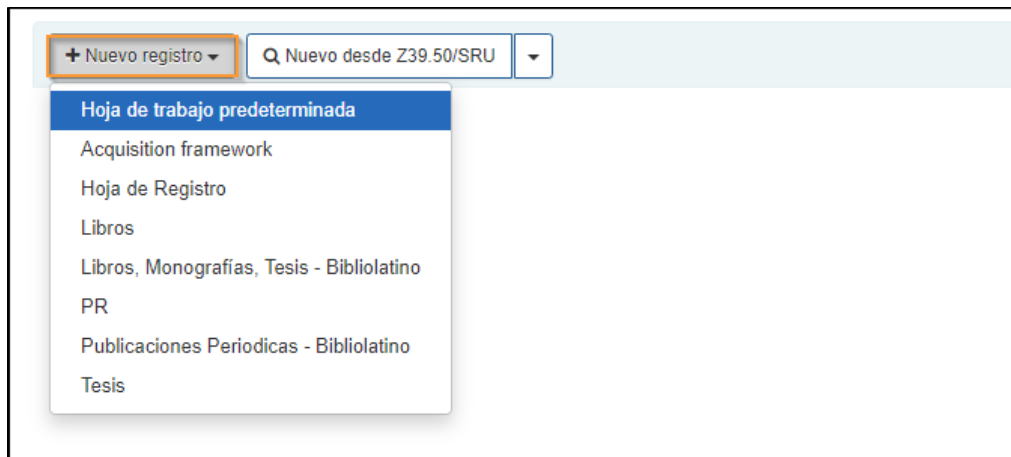 + Nuevo registro
Nuevo desde Z39.50/SRU
Hoja de trabajo predeterminada
Acquisition framework
Hoja de Registro
Libros
Libros, Monografías, Tesis - Bibliolatino
PR
Publicaciones Periodicas - Bibliolatino
Tesis